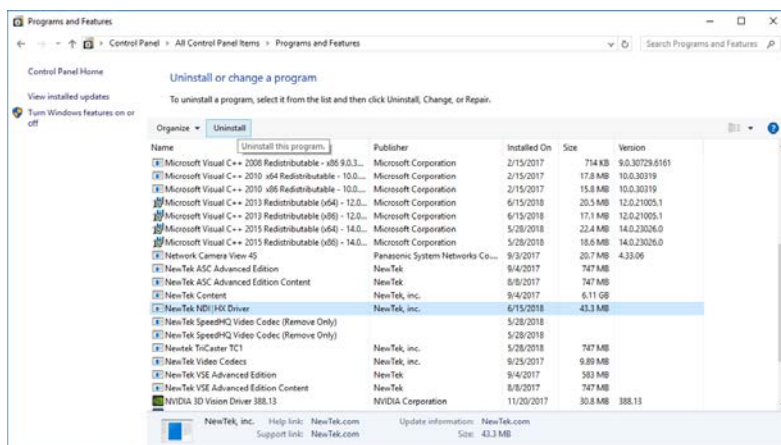 Programs and Features
Control Panel > All Control Panel Items > Programs and Features
Search Programs and Features
Control Panel Home
View installed updates
Turn Windows features on or off
Uninstall or change a program
To uninstall a program, select it from the list and then click Uninstall, Change, or Repair.
Organize Uninstall
Uninstall this program.
Name Publisher Installed On Size Version
Microsoft Visual C++ 2008 Redistributable - x86 9.0.3... Microsoft Corporation 2/15/2017 714 KB 9.0.30729.6161
Microsoft Visual C++ 2010 x64 Redistributable - 10.0.... Microsoft Corporation 2/15/2017 17.8 MB 10.0.30319
Microsoft Visual C++ 2010 x86 Redistributable - 10.0.... Microsoft Corporation 2/15/2017 15.8 MB 10.0.30319
Microsoft Visual C++ 2013 Redistributable (x64) - 12.0... Microsoft Corporation 6/15/2018 20.5 MB 12.0.21005.1
Microsoft Visual C++ 2013 Redistributable (x86) - 12.0... Microsoft Corporation 6/15/2018 17.1 MB 12.0.21005.1
Microsoft Visual C++ 2015 Redistributable (x64) - 14.0... Microsoft Corporation 5/28/2018 22.4 MB 14.0.23026.0
Microsoft Visual C++ 2015 Redistributable (x86) - 14.0... Microsoft Corporation 5/28/2018 18.6 MB 14.0.23026.0
Network Camera View 4S Panasonic System Networks Co.... 9/3/2017 20.7 MB 4.33.06
NewTek ASC Advanced Edition NewTek 9/4/2017 747 MB
NewTek ASC Advanced Edition Content NewTek 8/8/2017 747 MB
NewTek Content NewTek, inc. 9/4/2017 6.11 GB
NewTek NDI|HX Driver NewTek, inc. 6/15/2018 43.3 MB
NewTek SpeedHQ Video Codec (Remove Only) 5/28/2018
NewTek SpeedHQ Video Codec (Remove Only) 5/28/2018
Newtek TriCaster TC1 NewTek, inc. 5/28/2018 747 MB
NewTek Video Codecs NewTek, inc. 9/25/2017 9.89 MB
NewTek VSE Advanced Edition NewTek 9/4/2017 583 MB
NewTek VSE Advanced Edition Content NewTek 8/8/2017 747 MB
NVIDIA 3D Vision Driver 388.13 NVIDIA Corporation 11/20/2017 30.8 MB 388.13
NewTek, inc. Help link: NewTek.com Update information: NewTek.com
Support link: NewTek.com Size: 43.3 MB